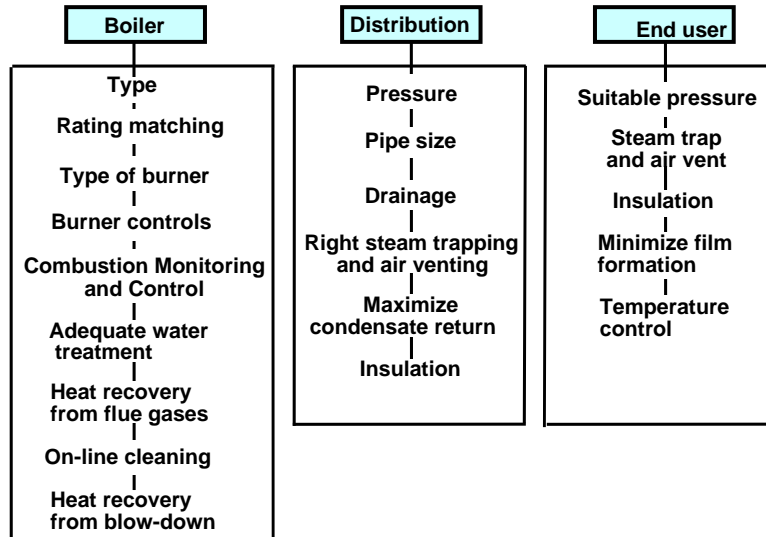 Boiler
Type
Rating matching
Type of burner
Burner controls
Combustion Monitoring
and Control
Adequate water
treatment
Heat recovery
from flue gases
On-line cleaning
Heat recovery
from blow-down
Distribution
Pressure
Pipe size
Drainage
Right steam trapping
and air venting
Maximize
condensate return
Insulation
End user
Suitable pressure
Steam trap
and air vent
Insulation
Minimize film
formation
Temperature
control